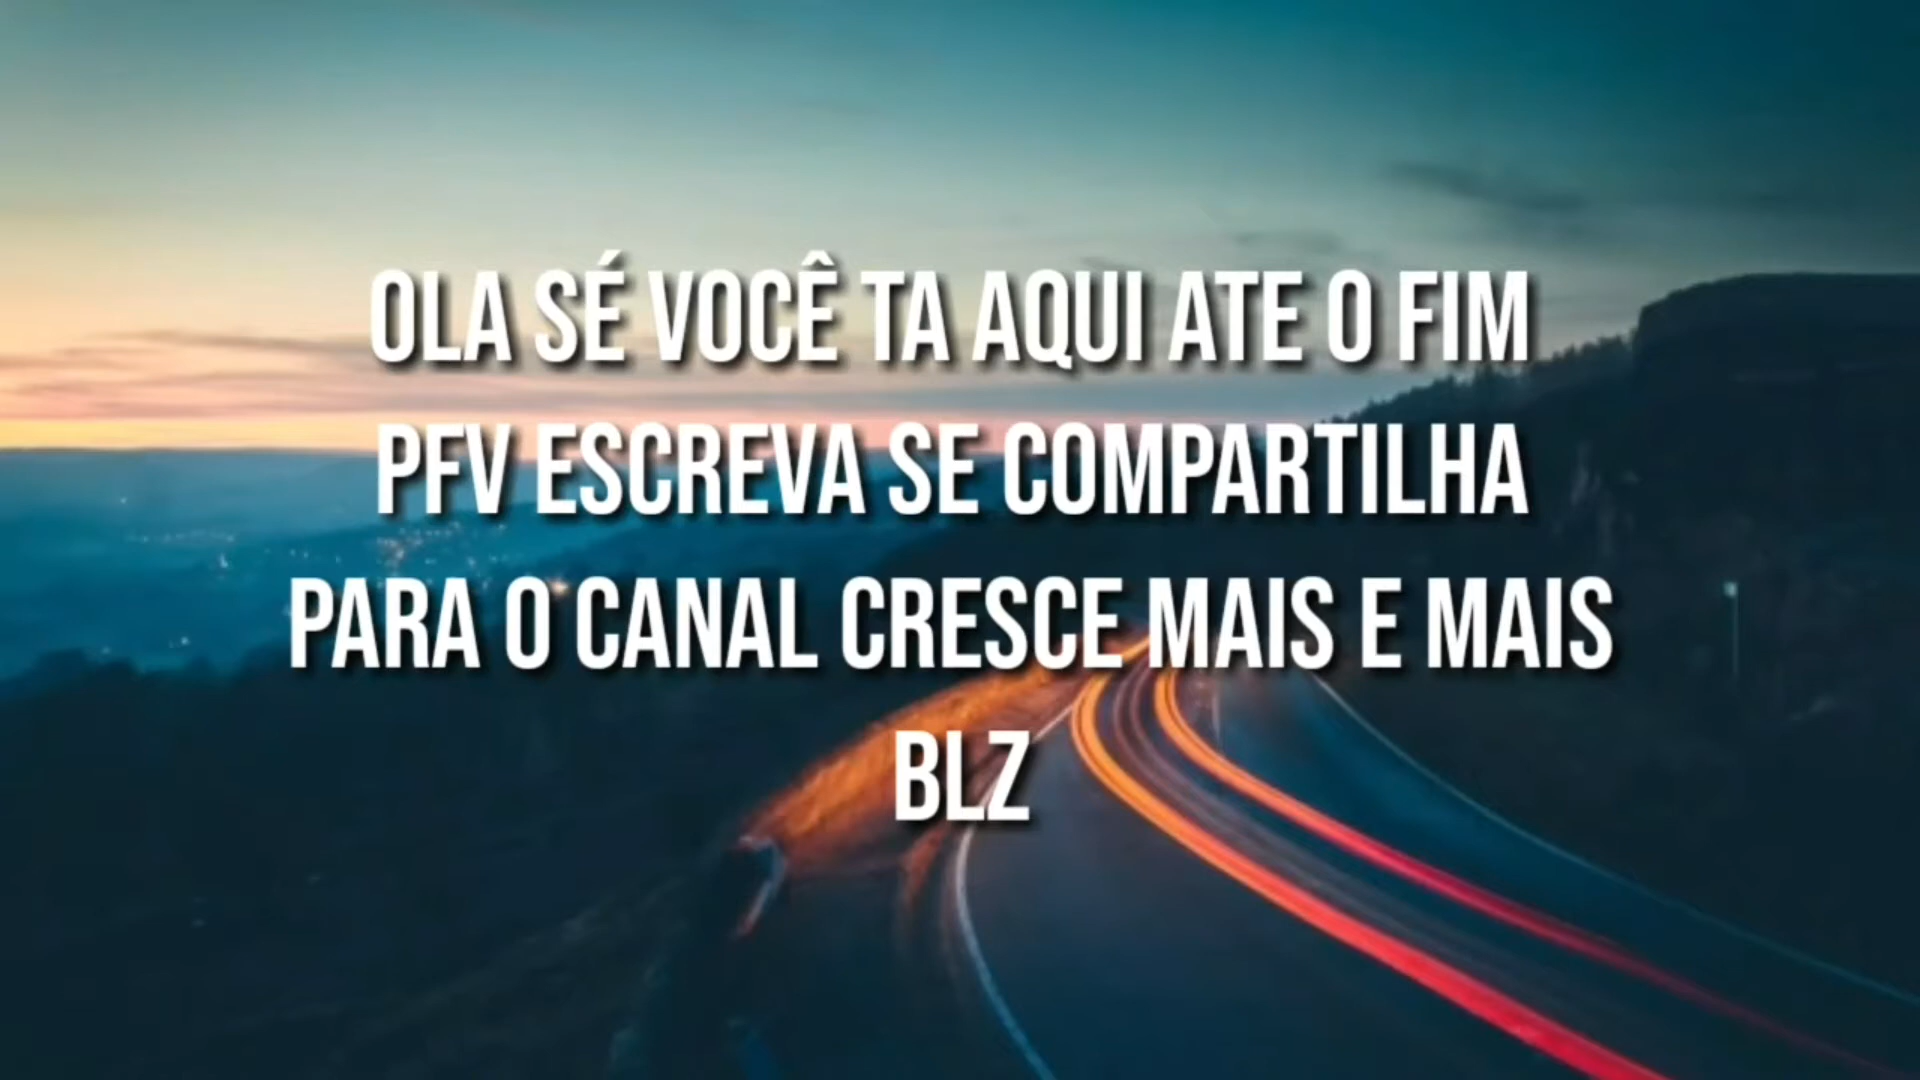 OLA SÉ VOCÊ TA AQUI ATE O FIM
PFV ESCREVA SE COMPARTILHA
PARA O CANAL CRESCE MAIS E MAIS
BLZ